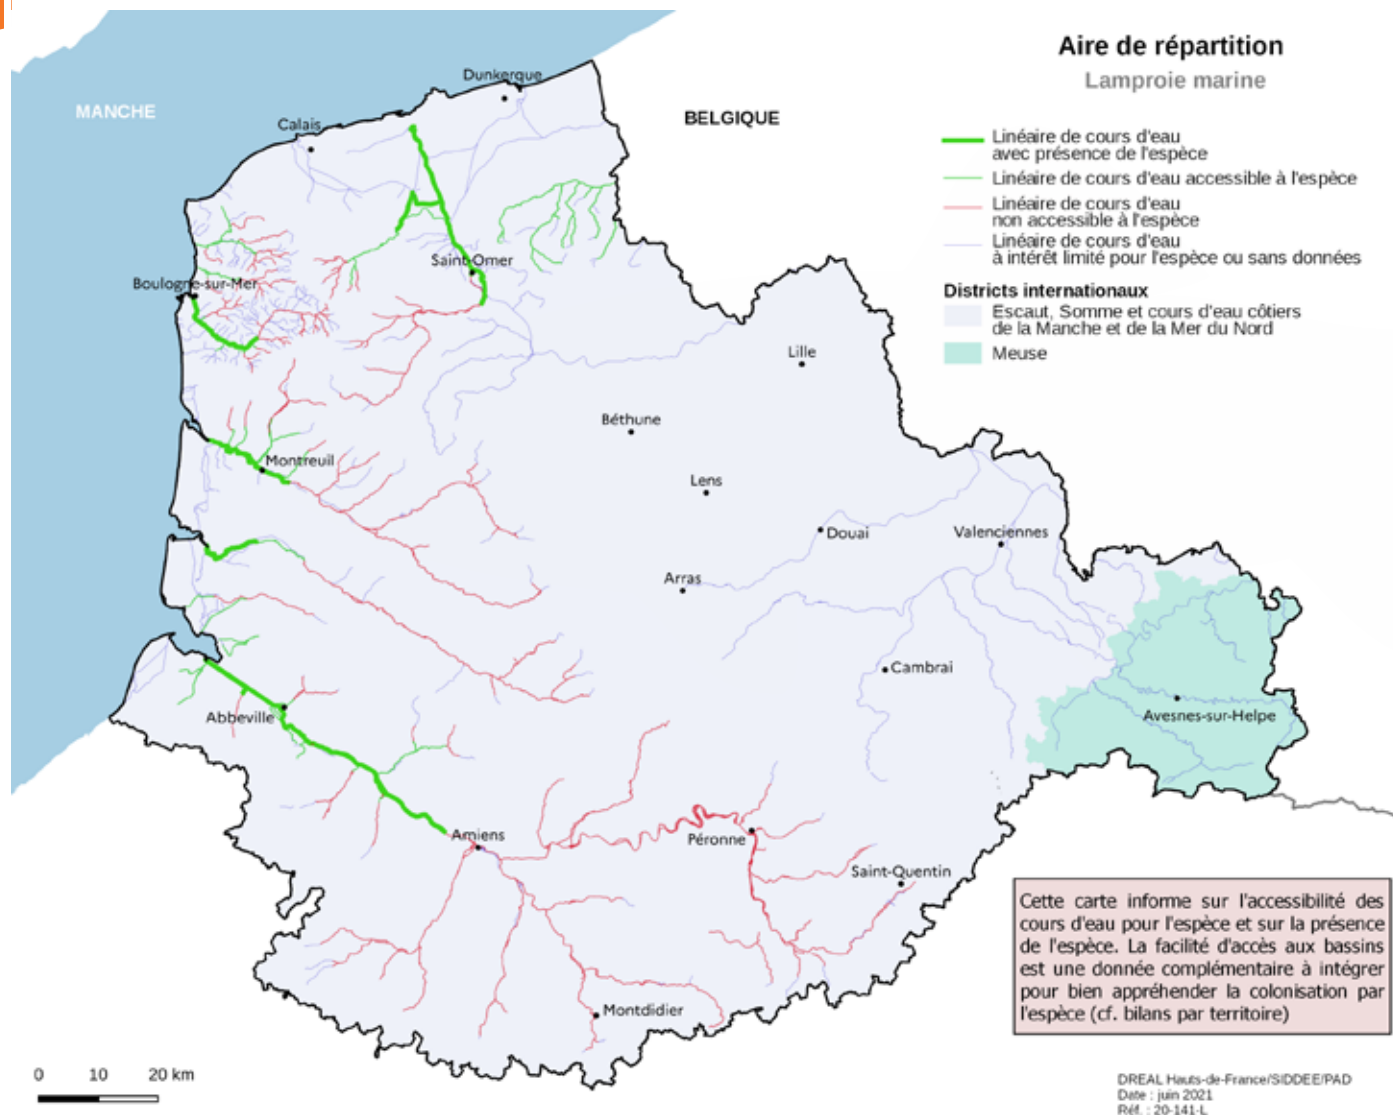 Aire de répartition
Lamproie marine
MANCHE
BELGIQUE
Dunkerque
Calais
Linéaire de cours d'eau
avec présence de l'espèce
Linéaire de cours d'eau accessible à l'espèce
Linéaire de cours d'eau
non accessible à l'espèce
Linéaire de cours d'eau
à intérêt limité pour l'espèce ou sans données
Districts internationaux
Escaut, Somme et cours d'eau côtiers
de la Manche et de la Mer du Nord
Meuse
Saint-Omer
Boulogne-sur-Mer
Lille
Béthune
Montreuil
Lens
Douai
Valenciennes
Arras
Cambrai
Avesnes-sur-Helpe
Abbeville
Amiens
Péronne
Saint-Quentin
Montdidier
Cette carte informe sur l'accessibilité des
cours d'eau pour l'espèce et sur la présence
de l'espèce. La facilité d'accès aux bassins
est une donnée complémentaire à intégrer
pour bien appréhender la colonisation par
l'espèce (cf. bilans par territoire)
0 10 20 km
DREAL Hauts-de-France/SIDDEE/PAD
Date : juin 2021
Réf. : 20-141-L